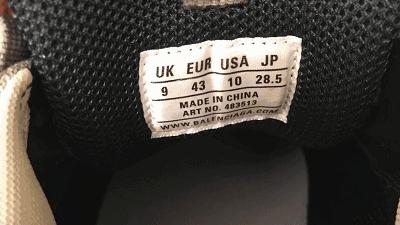 UK EUR USA JP
9 43 10 28.5
MADE IN CHINA
ART NO. 483513
WWW.BALENCIAGA.COM